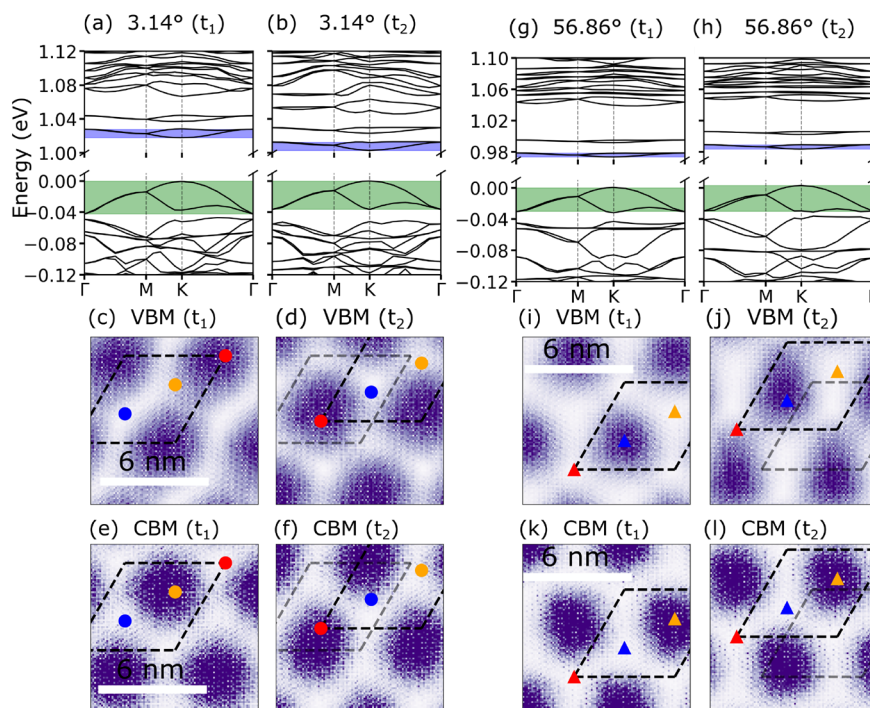 (a) 3.14° (t₁)
(b) 3.14° (t₂)
(g) 56.86° (t₁)
(h) 56.86° (t₂)
Energy (eV)
1.12
1.08
1.04
1.00
0.00
−0.04
−0.08
−0.12
Γ M K Γ
M K Γ
1.10
1.06
1.02
0.98
0.00
−0.04
−0.08
−0.12
Γ M K Γ
M K
(c) VBM (t₁)
(d) VBM (t₂)
(i) VBM (t₁)
(j) VBM (t₂)
6 nm
6 nm
(e) CBM (t₁)
(f) CBM (t₂)
(k) CBM (t₁)
(l) CBM (t₂)
6 nm
6 nm